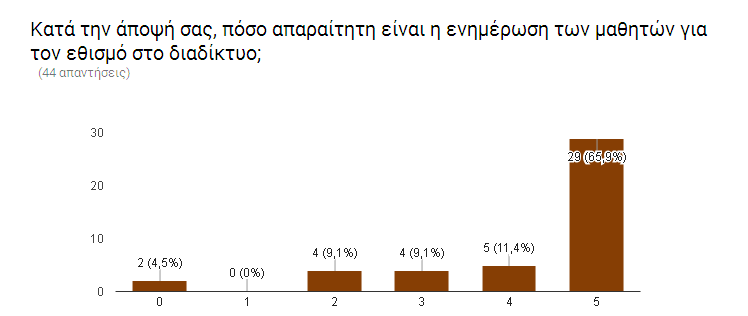 Κατά την άποψή σας, πόσο απαραίτητη είναι η ενημέρωση των μαθητών για
τον εθισμό στο διαδίκτυο;
(44 απαντήσεις)
30
20
10
0
2 (4,5%)
0 (0%)
4 (9,1%)
4 (9,1%)
5 (11,4%)
29 (65,9%)
0 1 2 3 4 5